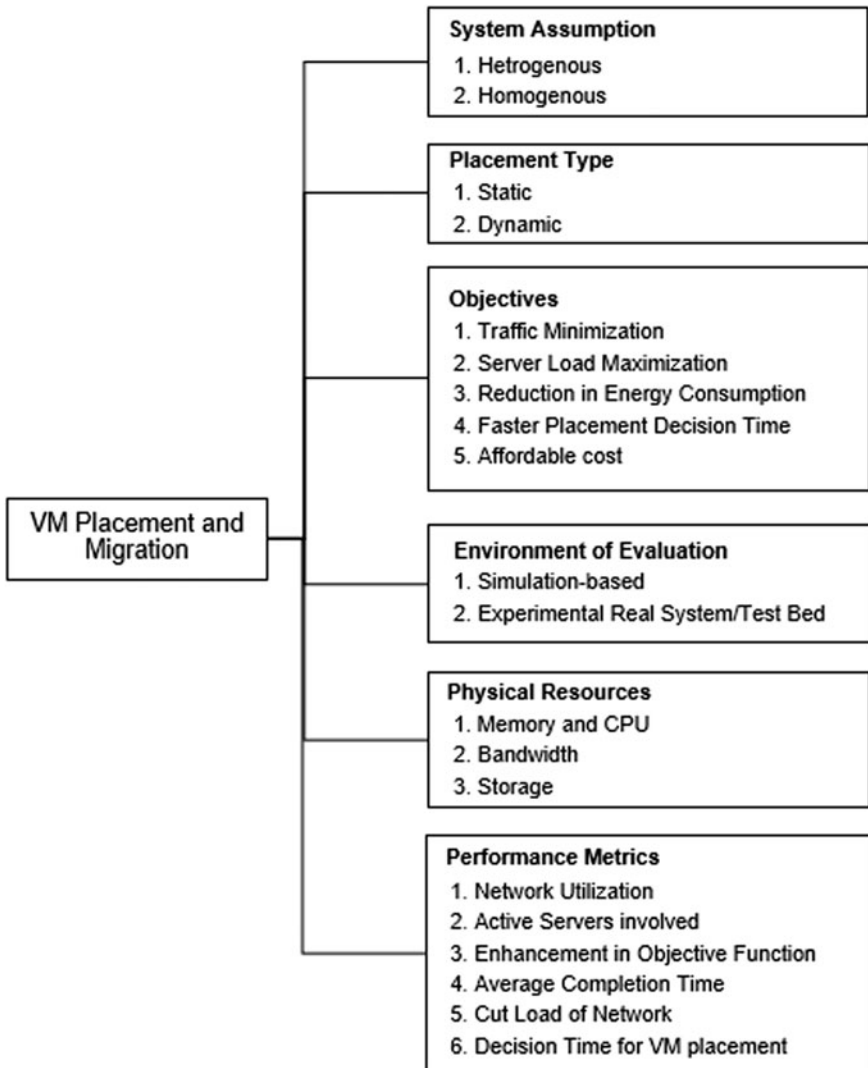 System Assumption
1. Hetrogenous
2. Homogenous
Placement Type
1. Static
2. Dynamic
Objectives
1. Traffic Minimization
2. Server Load Maximization
3. Reduction in Energy Consumption
4. Faster Placement Decision Time
5. Affordable cost
VM Placement and
Migration
Environment of Evaluation
1. Simulation-based
2. Experimental Real System/Test Bed
Physical Resources
1. Memory and CPU
2. Bandwidth
3. Storage
Performance Metrics
1. Network Utilization
2. Active Servers involved
3. Enhancement in Objective Function
4. Average Completion Time
5. Cut Load of Network
6. Decision Time for VM placement